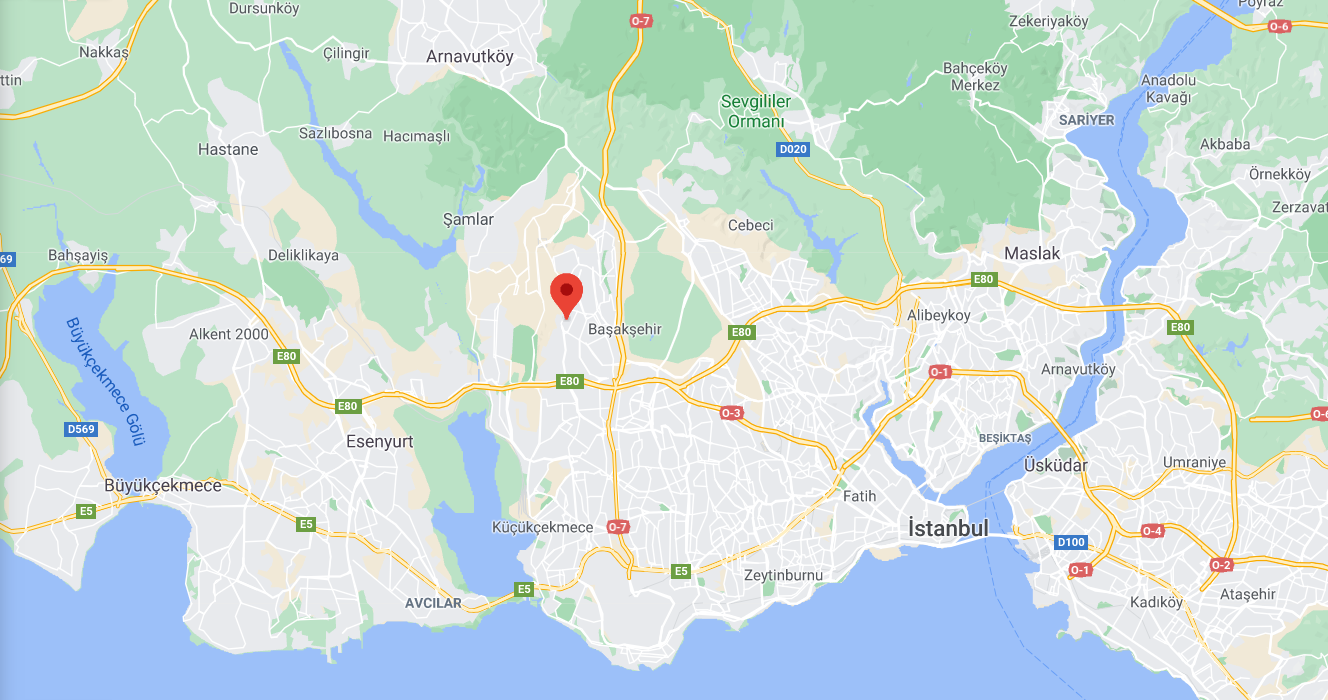 Dursunköy
O-7
Zekeriyaköy
Poyraz
O-6
Nakkaş
Çilingir
Arnavutköy
Bahçeköy
Merkez
Anadolu
Kavağı
ttin
Sevgililer
Ormanı
SARIYER
Sazlıbosna
Hacımaşlı
Hastane
D020
Akbaba
Örnekköy
Şamlar
Cebeci
Zerzavat
69
Bahşayiş
Deliklikaya
Maslak
E80
Büyükçekmece Gölü
Alkent 2000
Başakşehir
E80
Alibeyköy
E80
E80
Arnavutköy
E80
O-1
E80
O-3
O-6
D569
Esenyurt
BEŞİKTAŞ
Üsküdar
Umraniye
Büyükçekmece
Fatih
E5
E5
Küçükçekmece
O-7
İstanbul
D100
O-4
E5
E5
Zeytinburnu
O-1
O-2
AVCILAR
Kadıköy
Ataşehir